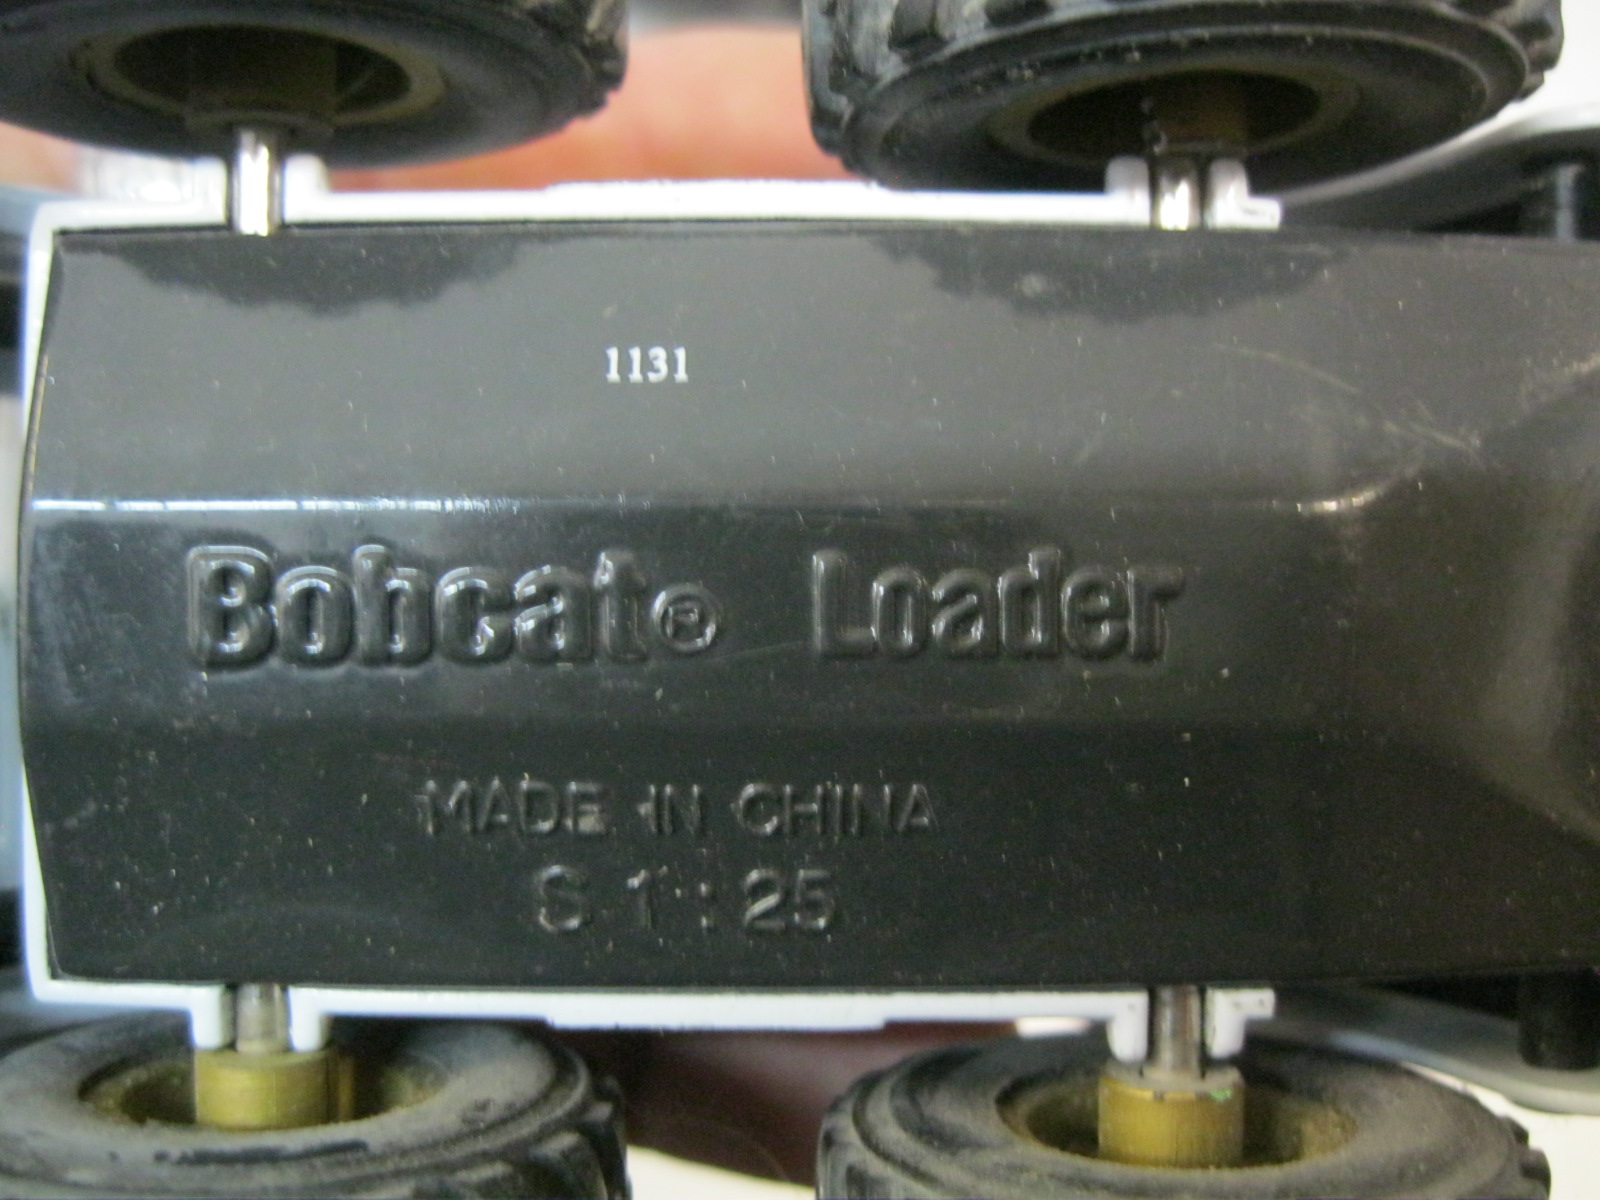 1131
Bobcat® Loader
MADE IN CHINA
S 1:25